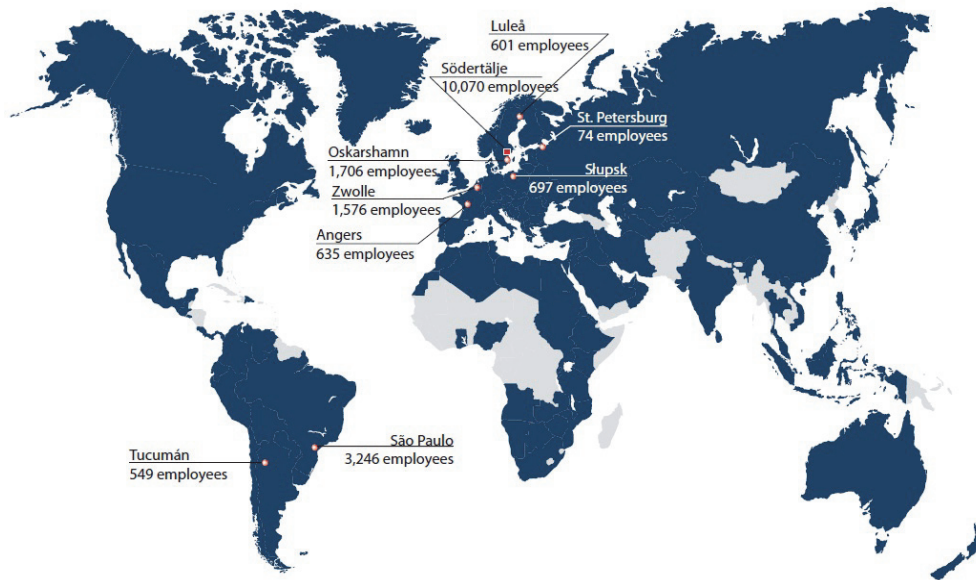 Luleå
601 employees
Södertälje
10,070 employees
St. Petersburg
74 employees
Oskarshamn
1,706 employees
Słupsk
697 employees
Zwolle
1,576 employees
Angers
635 employees
São Paulo
3,246 employees
Tucumán
549 employees